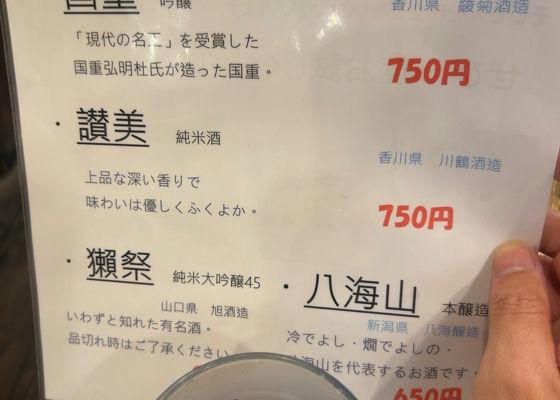 国重 吟醸
香川県 綾菊酒造
「現代の名工」を受賞した
国重弘明杜氏が造った国重。
750円
・讃美 純米酒
香川県 川鶴酒造
上品な深い香りで
味わいは優しくふくよか。
750円
・獺祭 純米大吟醸45
山口県 旭酒造
いわずと知れた有名酒。
品切れ時はご了承ください
・八海山 本醸造
新潟県 八海醸造
冷でよし・燗でよしの、
八海山を代表するお酒です・
650円